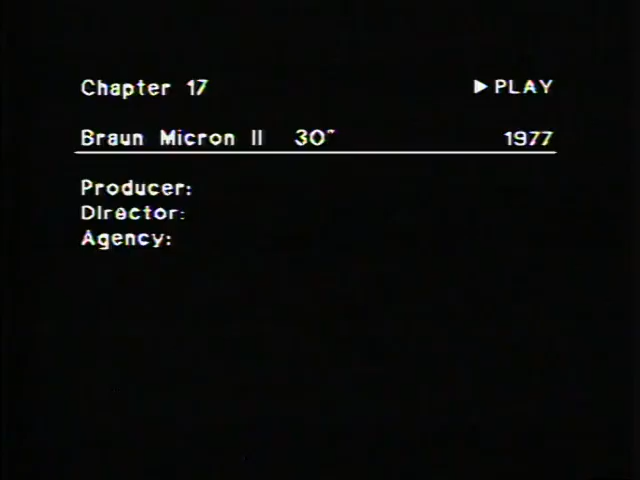 Chapter 17 ▶PLAY
Braun Micron II 30" 1977
Producer:
Director:
Agency: